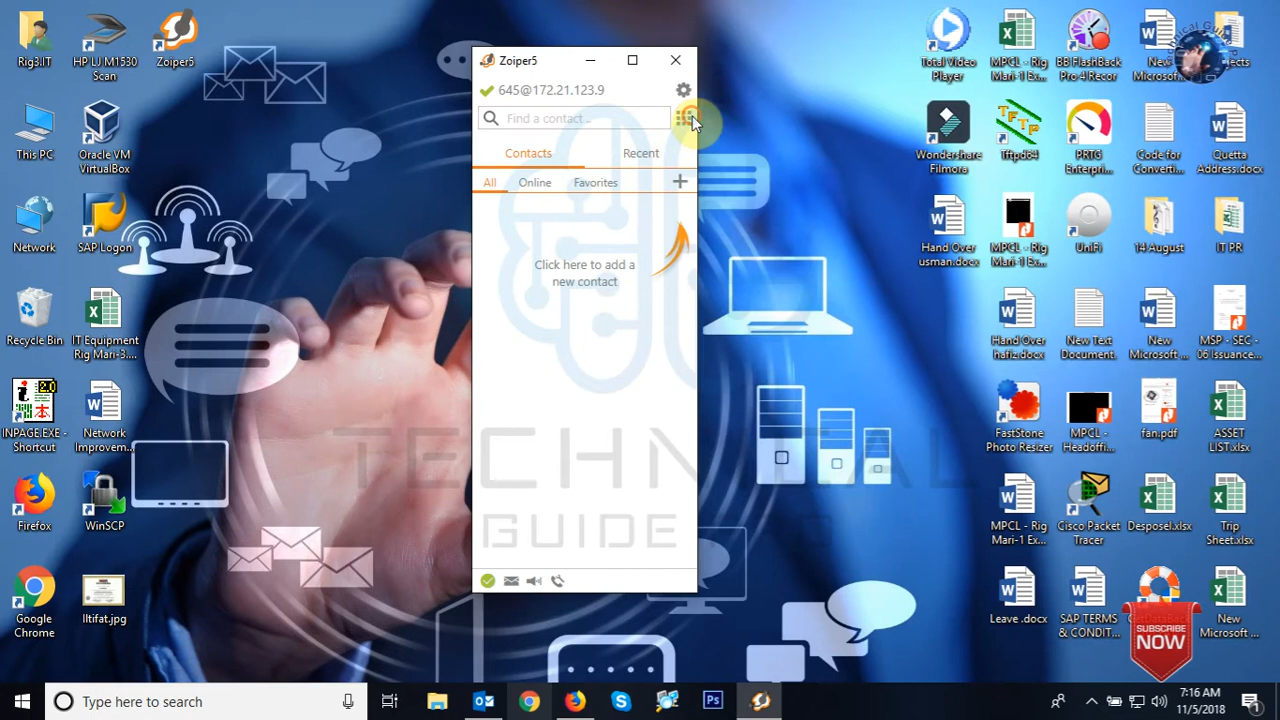 Rig3.IT
HP LJ M1530
Scan
Zoiper5
This PC
Oracle VM
VirtualBox
Network
SAP Logon
Recycle Bin
IT Equipment
Rig Mari-3....
INPAGE.EXE -
Shortcut
Network
Improvem...
Firefox
WinSCP
Google
Chrome
lltifat.jpg
Zoiper5
645@172.21.123.9
Find a contact ..
Contacts
Recent
All
Online
Favorites
Click here to add a
new contact
TECHNICAL
GUIDE
Total Video
Player
MPCL - Rig
Mari-1 Ex...
BB FlashBack
Pro 4 Recor
New
Microsof...
Wondershare
Filmora
TFTP
Tftpd64
PRTG
Enterpri...
Code for
Converti...
Quetta
Address.docx
Hand Over
usman.docx
MPCL - Rig
Mari-1 Ex...
UniFi
14 August
IT PR
Hand Over
hafiz.docx
New Text
Document.
New
Microsoft ...
MSP - SEC -
06 Issuance...
FastStone
Photo Resizer
MPCL -
Headoffi...
fan.pdf
ASSET
LIST.xlsx
MPCL - Rig
Mari-1 Ex...
Cisco Packet
Tracer
Desposel.xlsx
Trip
Sheet.xlsx
Leave .docx
SAP TERMS
& CONDIT...
New
Microsoft ...
SUBSCRIBE
NOW
Type here to search
Ps
7:16 AM
11/5/2018
1